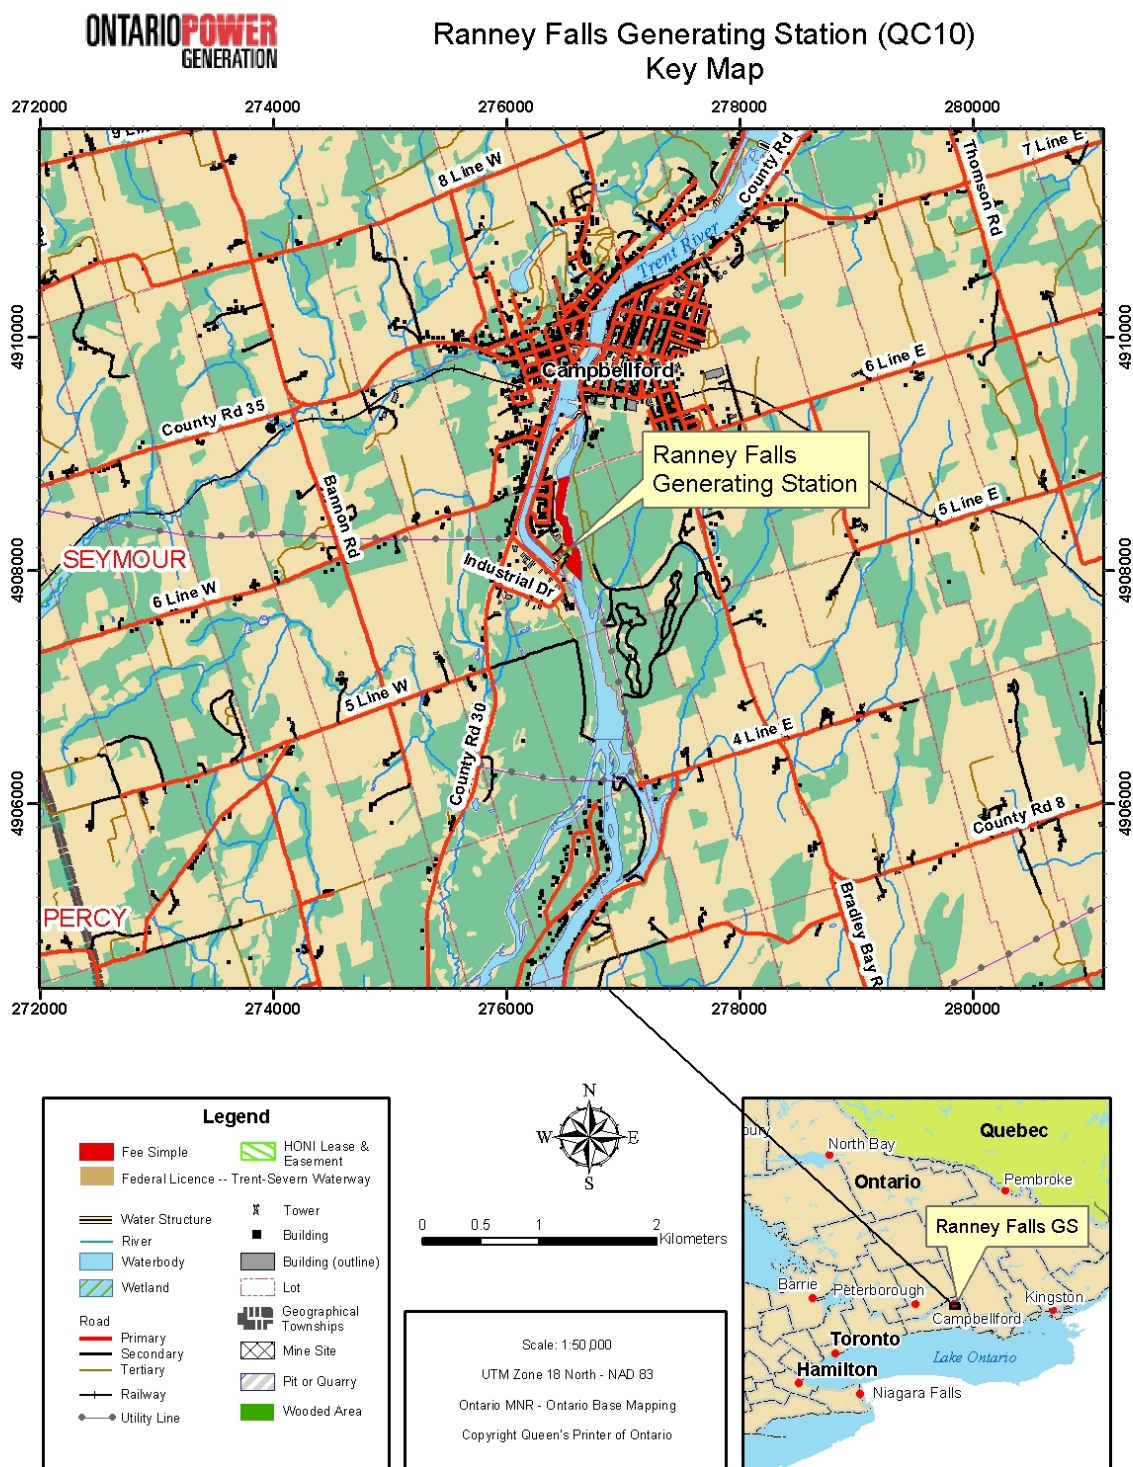 ONTARIOPOWER
GENERATION
Ranney Falls Generating Station (QC10)
Key Map
272000
274000
276000
278000
280000
4910000
4908000
4906000
4910000
4908000
4906000
9 Line
8 Line W
County Rd
Thomson Rd
7 Line E
Trent River
6 Line E
Campbellford
County Rd 35
Ranney Falls
Generating Station
Bannon Rd
5 Line E
SEYMOUR
Industrial Dr
6 Line W
5 Line W
County Rd 30
4 Line E
County Rd 8
PERCY
Bradley Bay R
272000
274000
276000
278000
280000
Legend
Fee Simple
HONI Lease &
Easement
Federal Licence -- Trent-Severn Waterway
Water Structure
River
Waterbody
Wetland
Road
Primary
Secondary
Tertiary
Railway
Utility Line
Tower
Building
Building (outline)
Lot
Geographical
Townships
Mine Site
Pit or Quarry
Wooded Area
N
W
E
S
0
0.5
1
2
Kilometers
Scale: 1:50,000
UTM Zone 18 North - NAD 83
Ontario MNR - Ontario Base Mapping
Copyright Queen's Printer of Ontario
bury
North Bay
Quebec
Ontario
Pembroke
Ranney Falls GS
Barrie
Peterborough
Kingston
Campbellford
Toronto
Lake Ontario
Hamilton
Niagara Falls